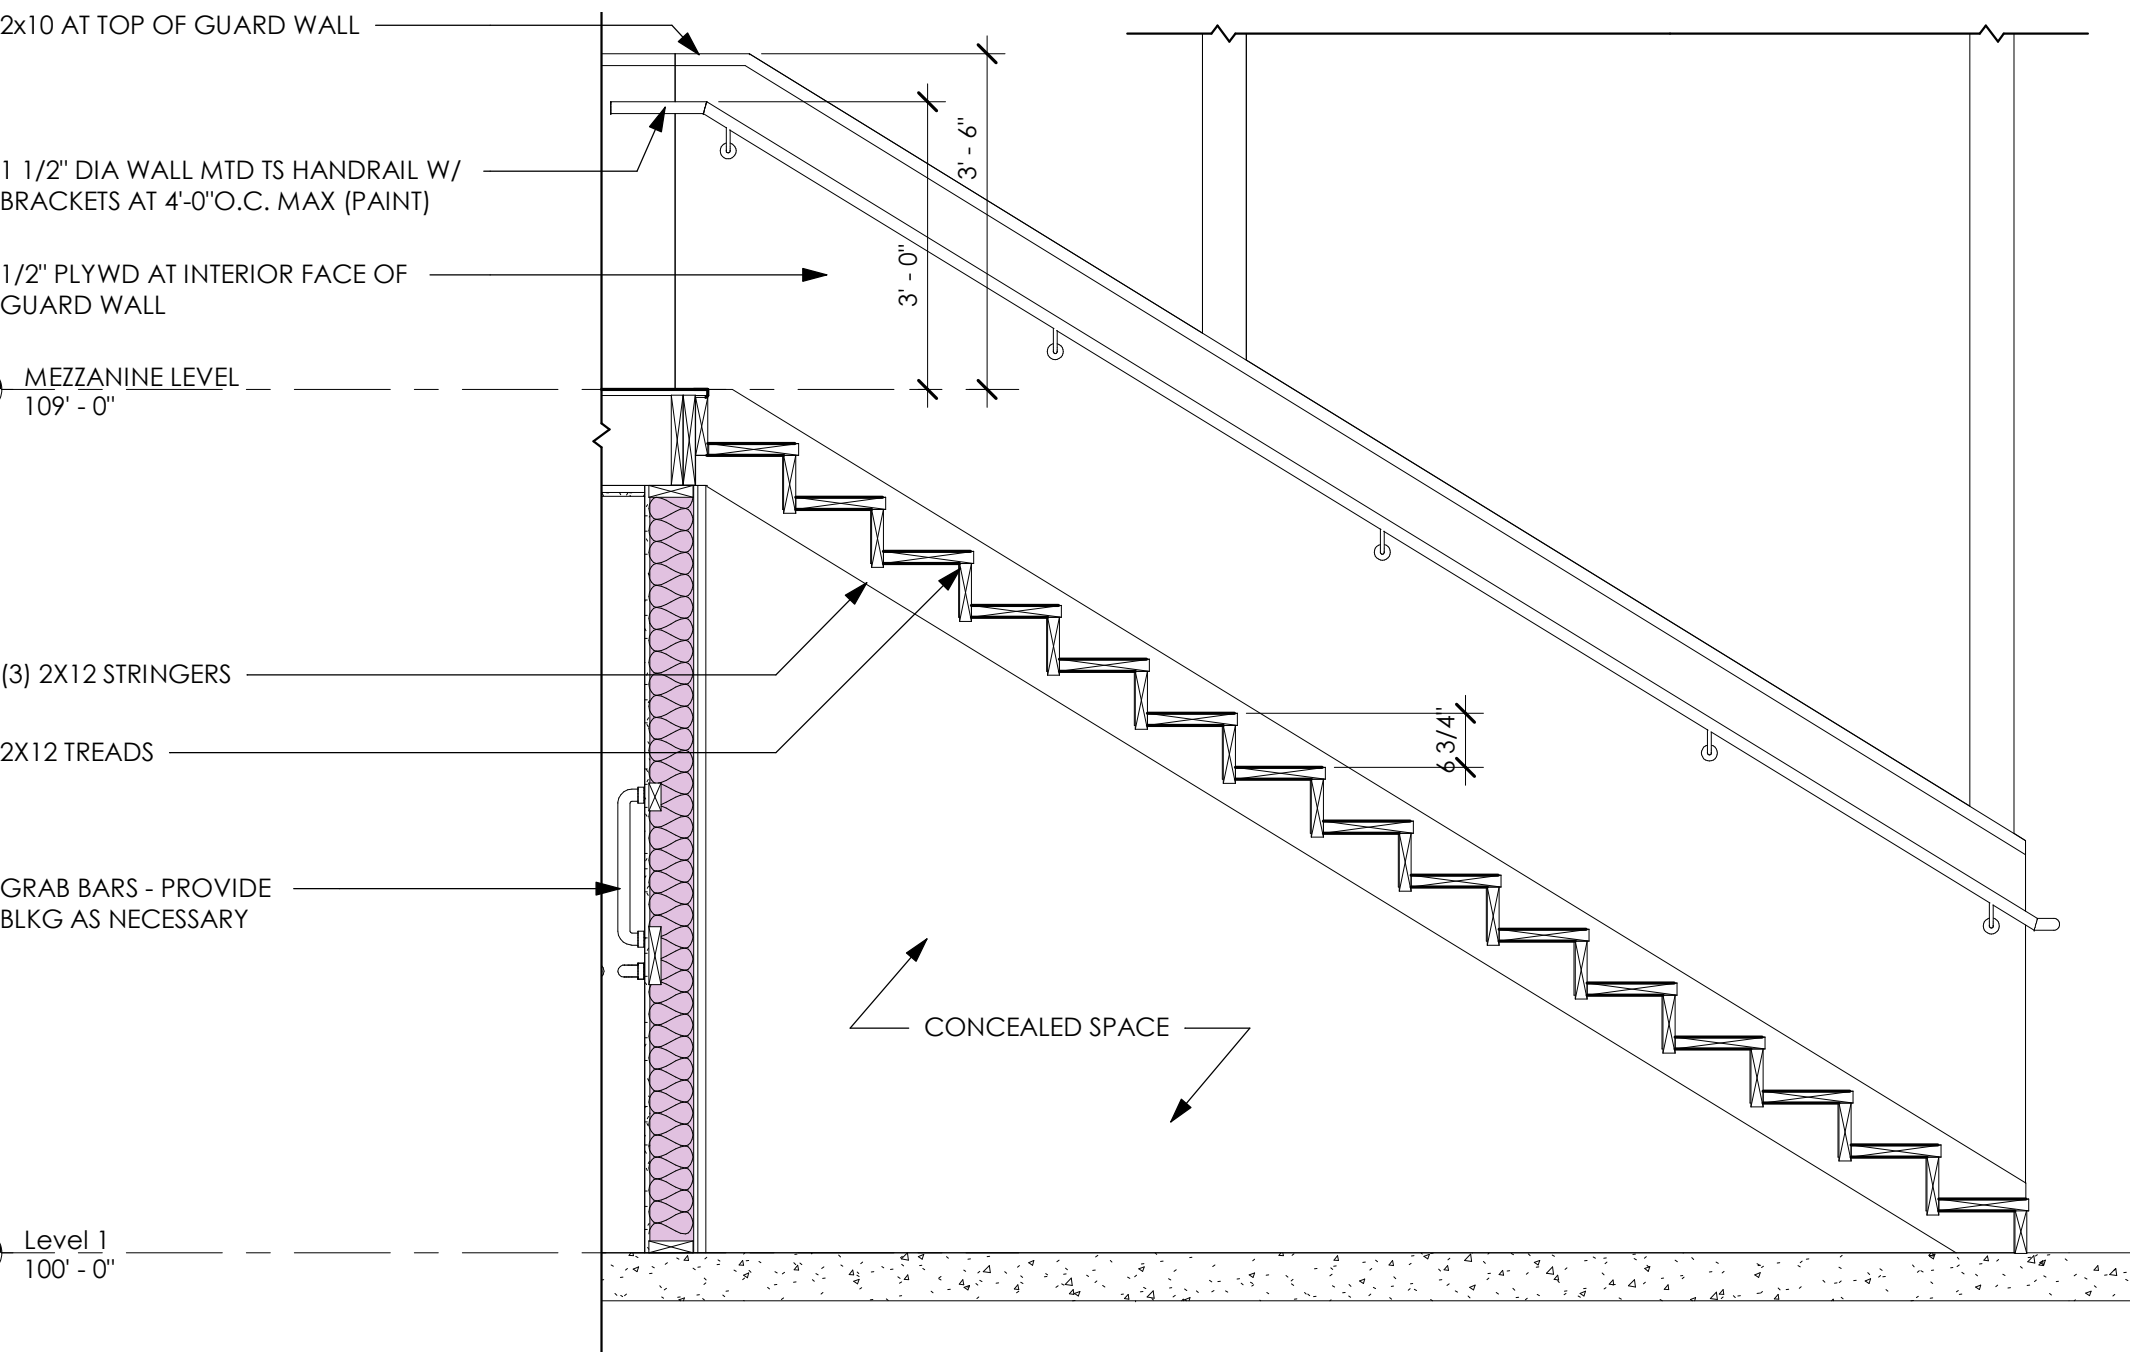 2x10 AT TOP OF GUARD WALL
1 1/2" DIA WALL MTD TS HANDRAIL W/
BRACKETS AT 4'-0"O.C. MAX (PAINT)
1/2" PLYWD AT INTERIOR FACE OF
GUARD WALL
3' - 6"
3' - 0"
MEZZANINE LEVEL
109' - 0"
(3) 2X12 STRINGERS
2X12 TREADS
6 3/4"
GRAB BARS - PROVIDE
BLKG AS NECESSARY
CONCEALED SPACE
Level 1
100' - 0"